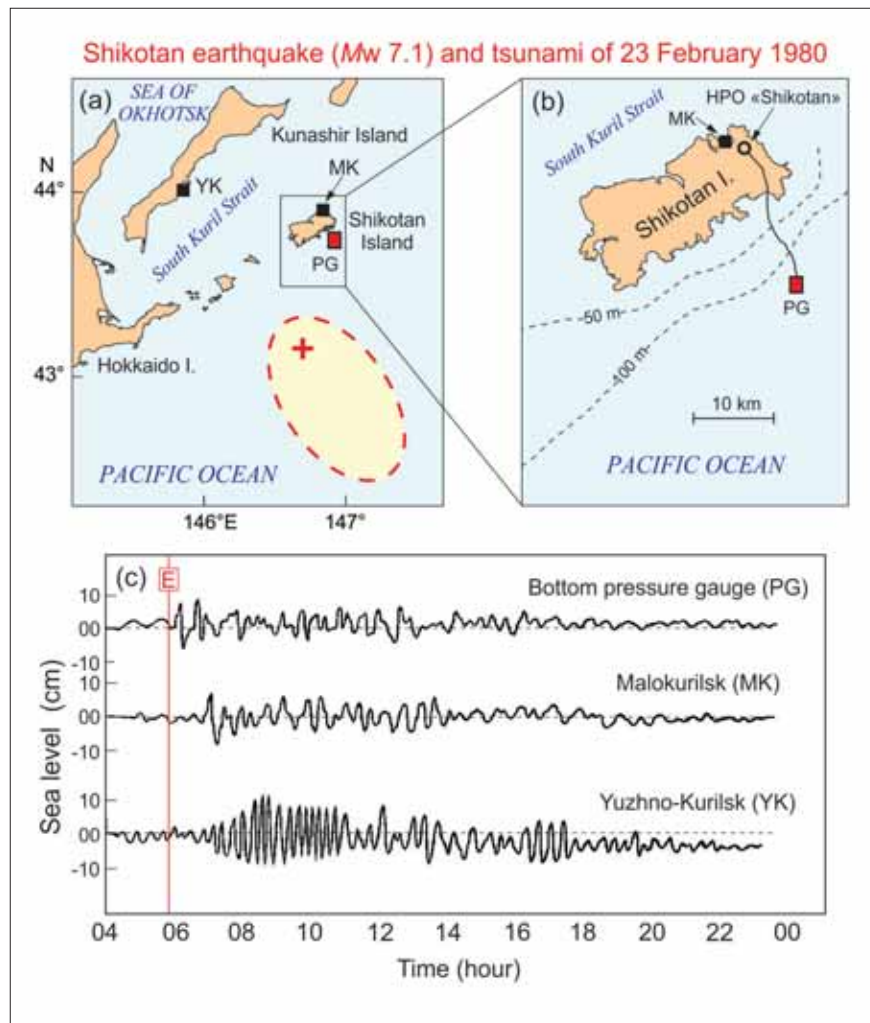 Shikotan earthquake (Mw 7.1) and tsunami of 23 February 1980
(a)
SEA OF
OKHOTSK
Kunashir Island
N
44°
YK
MK
South Kuril Strait
Shikotan
Island
PG
43°
Hokkaido I.
PACIFIC OCEAN
146°E
147°
(b)
HPO «Shikotan»
MK
South Kuril Strait
Shikotan I.
PG
50 m
100 m
10 km
PACIFIC OCEAN
(c)
E
Bottom pressure gauge (PG)
10
00
-10
Malokurilsk (MK)
10
00
-10
Yuzhno-Kurilsk (YK)
10
00
-10
Sea level (cm)
04 06 08 10 12 14 16 18 20 22 00
Time (hour)